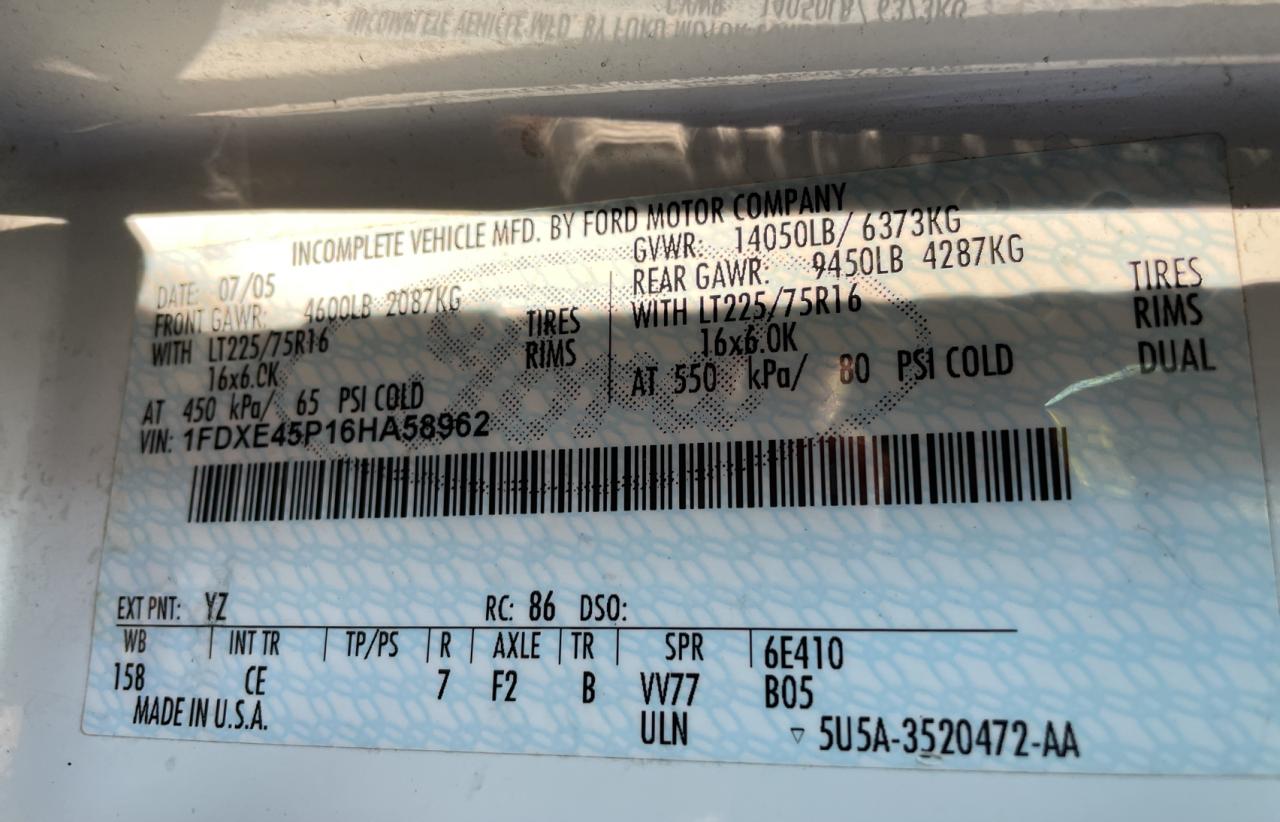 INCOMPLETE VEHICLE MFD. BY FORD MOTOR COMPANY
DATE: 07/05
GVWR: 14050LB/ 6373KG
FRONT GAWR: 4600LB 2087KG
REAR GAWR: 9450LB 4287KG
WITH LT225/75R16 TIRES
WITH LT225/75R16 TIRES
16x6.0K RIMS
16x6.0K RIMS
AT 450 kPa/ 65 PSI COLD
AT 550 kPa/ 80 PSI COLD DUAL
VIN: 1FDXE45P16HA58962
Ford
EXT PNT: YZ RC: 86 DSO:
WB INT TR TP/PS R AXLE TR SPR 6E410
158 CE 7 F2 B VV77 B05
MADE IN U.S.A. ULN ▽ 5U5A-3520472-AA